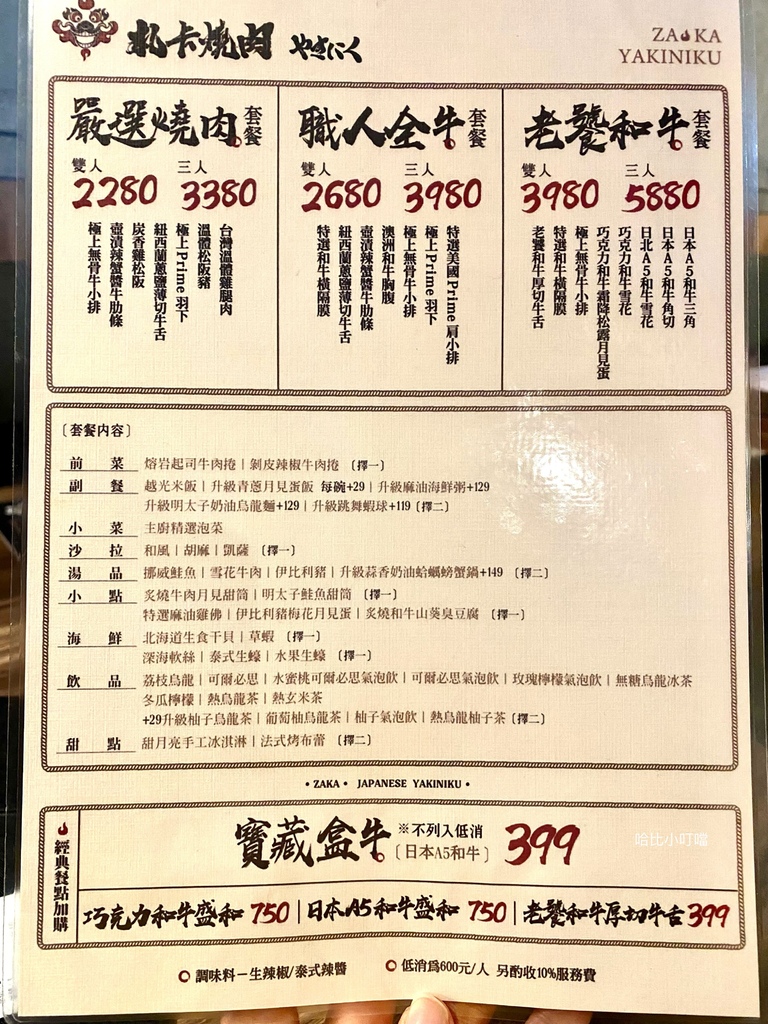 札卡燒肉 やきにく
ZA KA
YAKINIKU
嚴選燒肉套餐
雙人 三人
2280 3380
台灣溫體雞腿肉
溫體松阪豬
極上Prime羽下
紐西蘭蔥鹽薄切牛舌
炭香雞松阪
壺漬辣蟹醬牛肋條
極上無骨牛小排
職人全牛套餐
雙人 三人
2680 3980
特選美國Prime肩小排
極上Prime羽下
極上無骨牛小排
澳洲和牛胸腹
壺漬辣蟹醬牛肋條
紐西蘭蔥鹽薄切牛舌
特選和牛橫隔膜
老饕和牛套餐
雙人 三人
3980 5880
日本A5和牛三角
日本A5和牛角切
日北A5和牛雪花
巧克力和牛雪花
巧克力和牛霜降松露月見蛋
極上無骨牛小排
特選和牛橫隔膜
老饕和牛厚切牛舌
〔套餐內容〕
前菜 熔岩起司牛肉捲｜剝皮辣椒牛肉捲〔擇一〕
副餐 越光米飯｜升級青蔥月見蛋飯 每碗+29｜升級麻油海鮮粥+129
升級明太子奶油烏龍麵+129｜升級跳舞蝦球+119〔擇二〕
小菜 主廚精選泡菜
沙拉 和風｜胡麻｜凱薩〔擇一〕
湯品 挪威鮭魚｜雪花牛肉｜伊比利豬｜升級蒜香奶油蛤蠣螃蟹鍋+149〔擇二〕
小點 炙燒牛肉月見甜筒｜明太子鮭魚甜筒〔擇一〕
特選麻油雞佛｜伊比利豬梅花月見蛋｜炙燒和牛山葵臭豆腐〔擇一〕
海鮮 北海道生食干貝｜草蝦〔擇一〕
深海軟絲｜泰式生蠔｜水果生蠔〔擇一〕
飲品 荔枝烏龍｜可爾必思｜水蜜桃可爾必思氣泡飲｜可爾必思氣泡飲｜玫瑰檸檬氣泡飲｜無糖烏龍冰茶
冬瓜檸檬｜熱烏龍茶｜熱玄米茶
+29升級柚子烏龍茶｜葡萄柚烏龍茶｜柚子氣泡飲｜熱烏龍柚子茶〔擇二〕
甜點 甜月亮手工冰淇淋｜法式烤布蕾〔擇二〕
• ZAKA • JAPANESE YAKINIKU •
經典餐點加購
寶藏盒牛 ※不列入低消〔日本A5和牛〕 399
哈比小叮噹
巧克力和牛盛和 750｜日本A5和牛盛和 750｜老饕和牛厚切牛舌 399
調味料－生辣椒/泰式辣醬 低消為600元/人 另酌收10%服務費